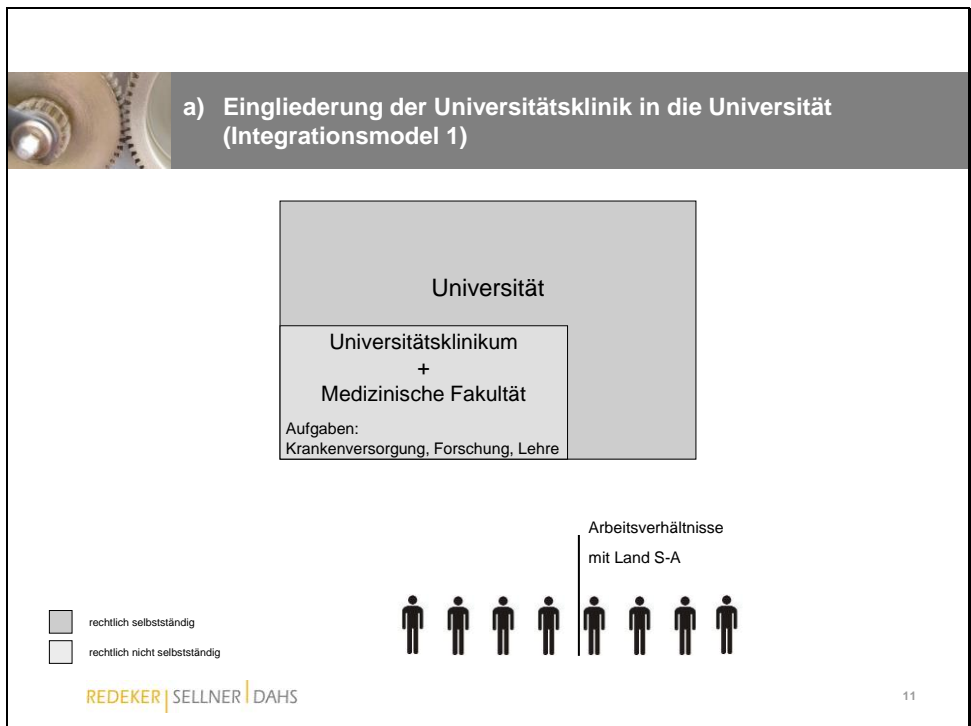 a) Eingliederung der Universitätsklinik in die Universität
(Integrationsmodel 1)
Universität
Universitätsklinikum
+
Medizinische Fakultät
Aufgaben:
Krankenversorgung, Forschung, Lehre
Arbeitsverhältnisse
mit Land S-A
rechtlich selbstständig
rechtlich nicht selbstständig
REDEKER | SELLNER | DAHS
11